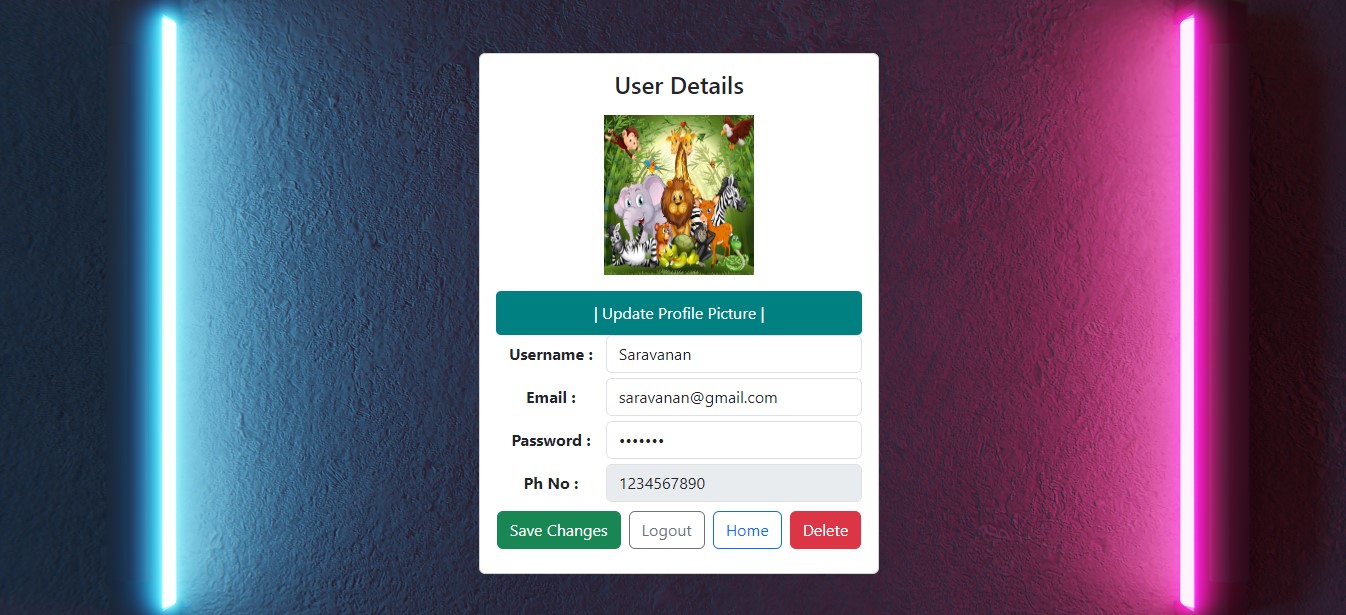 User Details
| Update Profile Picture |
Username : Saravanan
Email : saravanan@gmail.com
Password : •••••••
Ph No : 1234567890
Save Changes Logout Home Delete